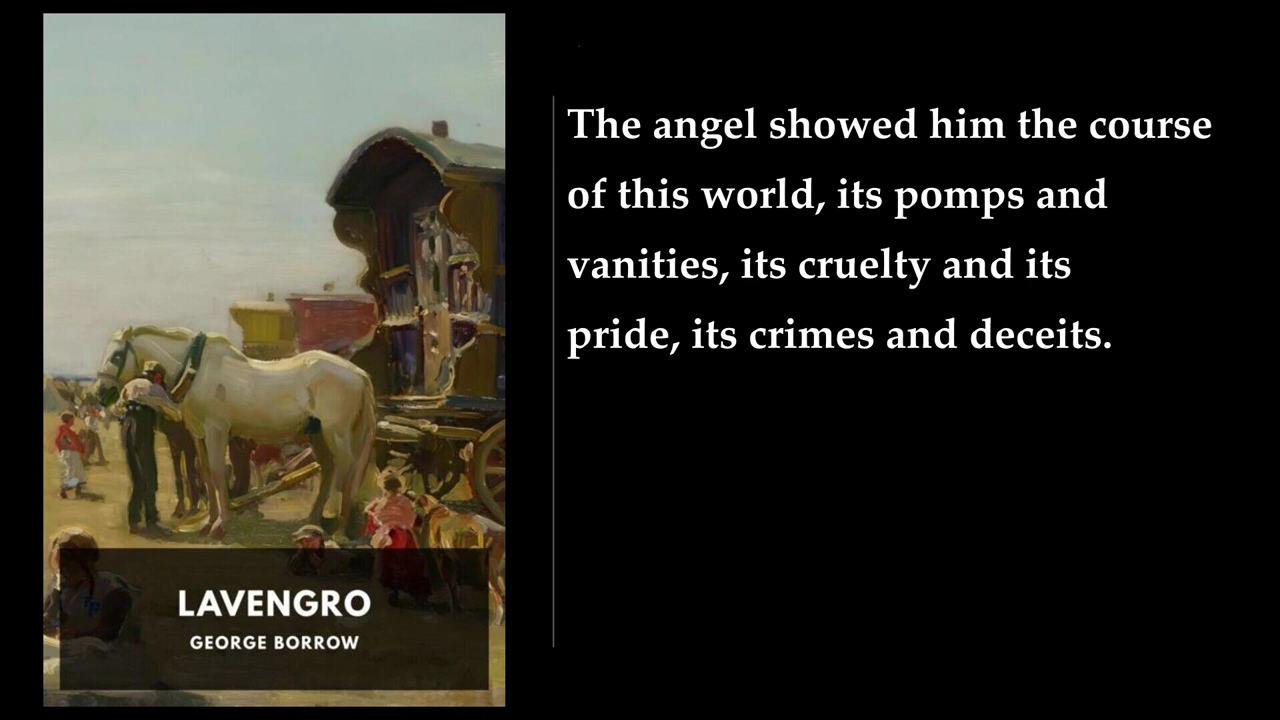 The angel showed him the course
of this world, its pomps and
vanities, its cruelty and its
pride, its crimes and deceits.
LAVENGRO
GEORGE BORROW